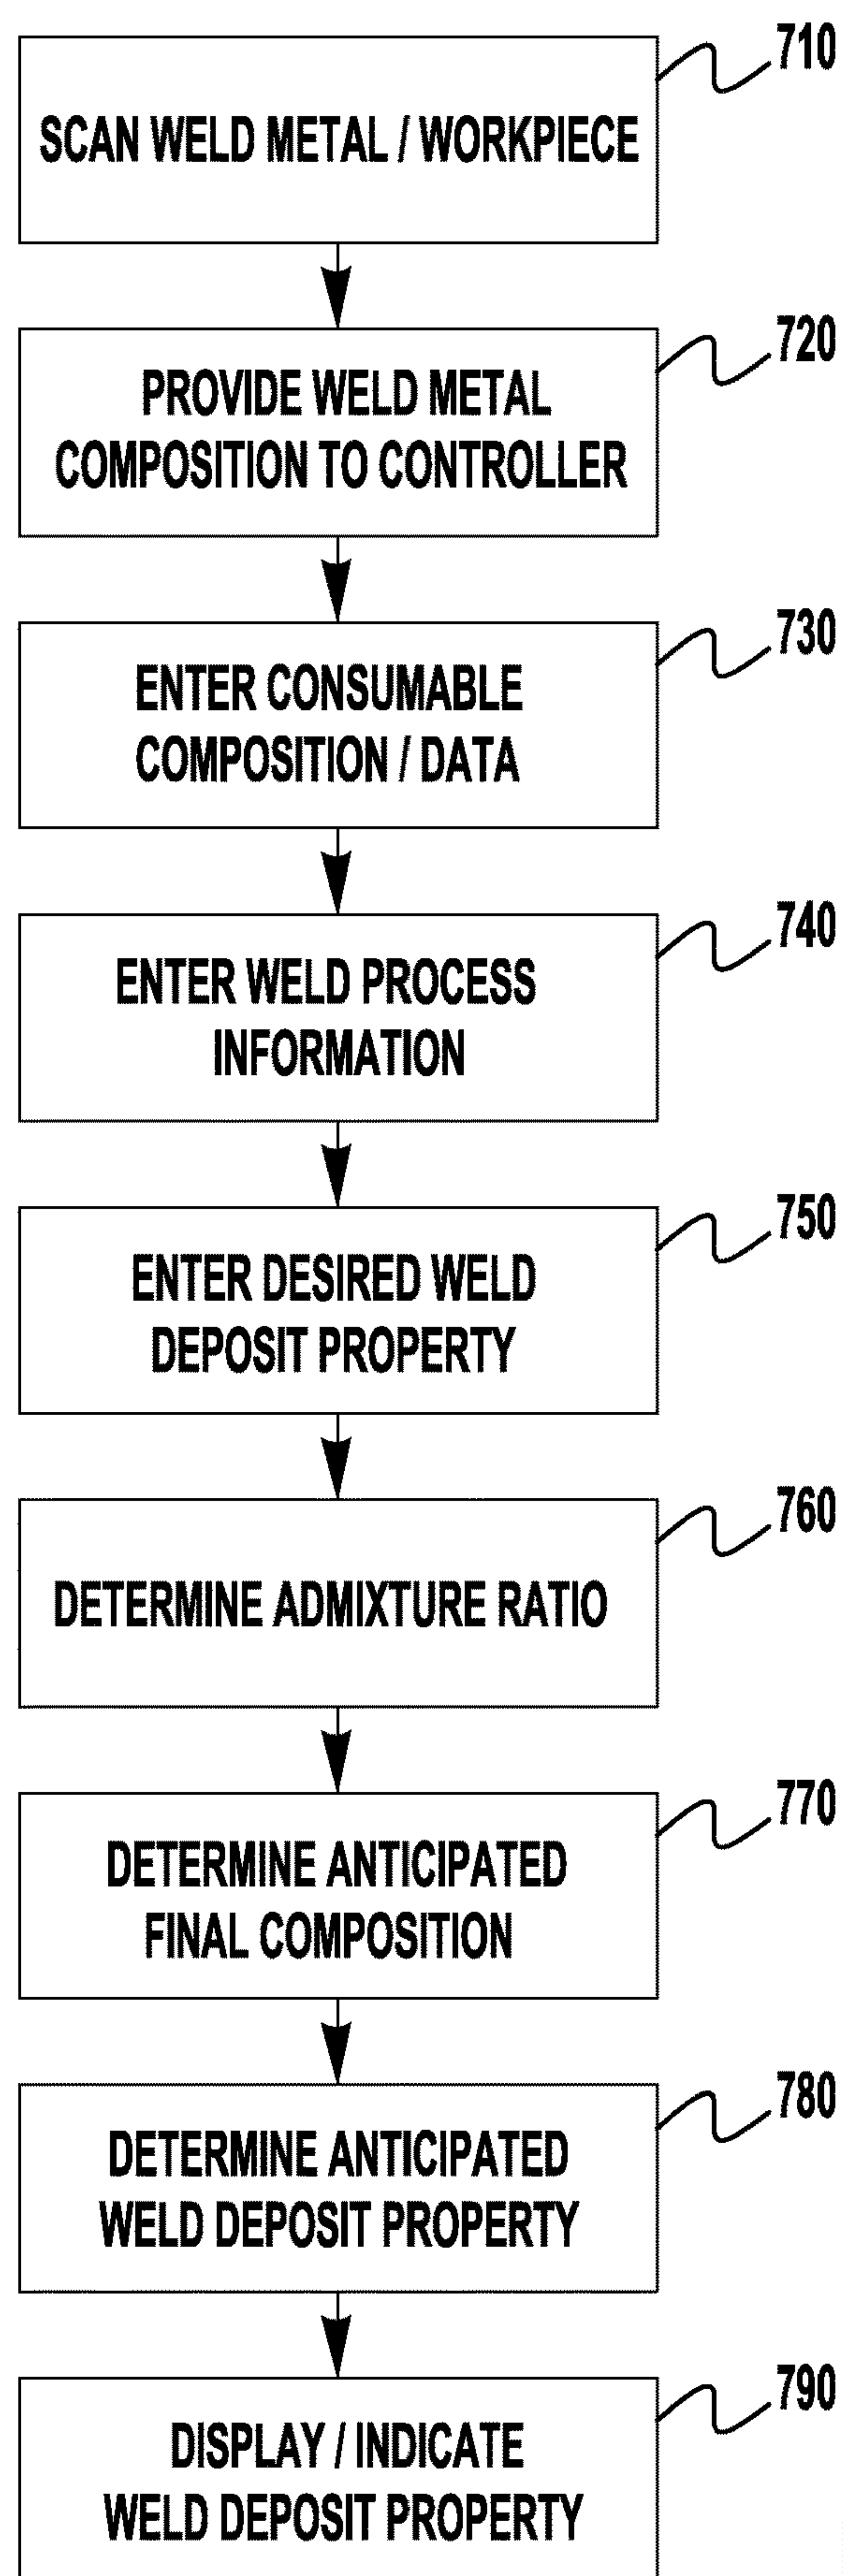 710
SCAN WELD METAL / WORKPIECE
720
PROVIDE WELD METAL
COMPOSITION TO CONTROLLER
730
ENTER CONSUMABLE
COMPOSITION / DATA
740
ENTER WELD PROCESS
INFORMATION
750
ENTER DESIRED WELD
DEPOSIT PROPERTY
760
DETERMINE ADMIXTURE RATIO
770
DETERMINE ANTICIPATED
FINAL COMPOSITION
780
DETERMINE ANTICIPATED
WELD DEPOSIT PROPERTY
790
DISPLAY / INDICATE
WELD DEPOSIT PROPERTY